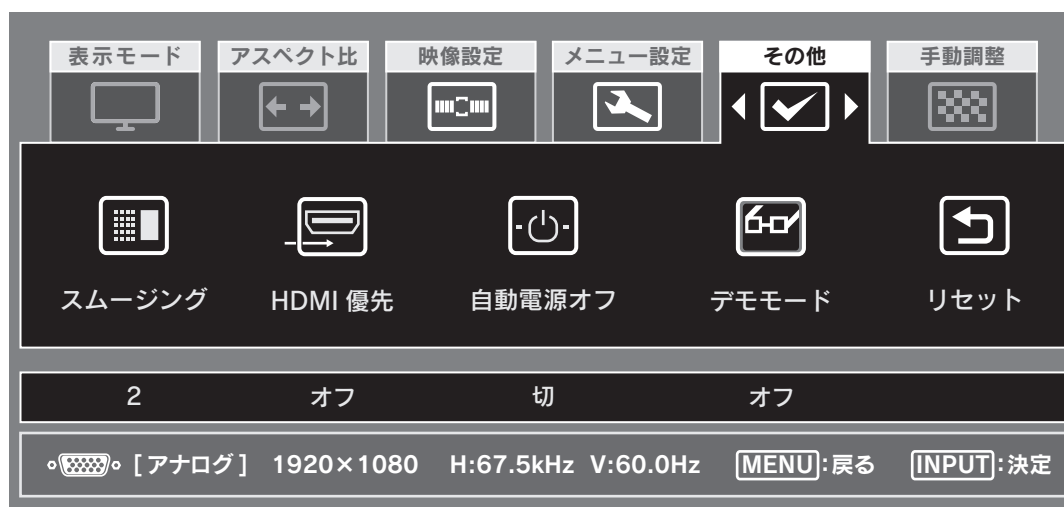 表示モード アスペクト比 映像設定 メニュー設定 その他 手動調整
スムージング HDMI 優先 自動電源オフ デモモード リセット
2 オフ 切 オフ
[アナログ] 1920×1080 H:67.5kHz V:60.0Hz MENU:戻る INPUT:決定